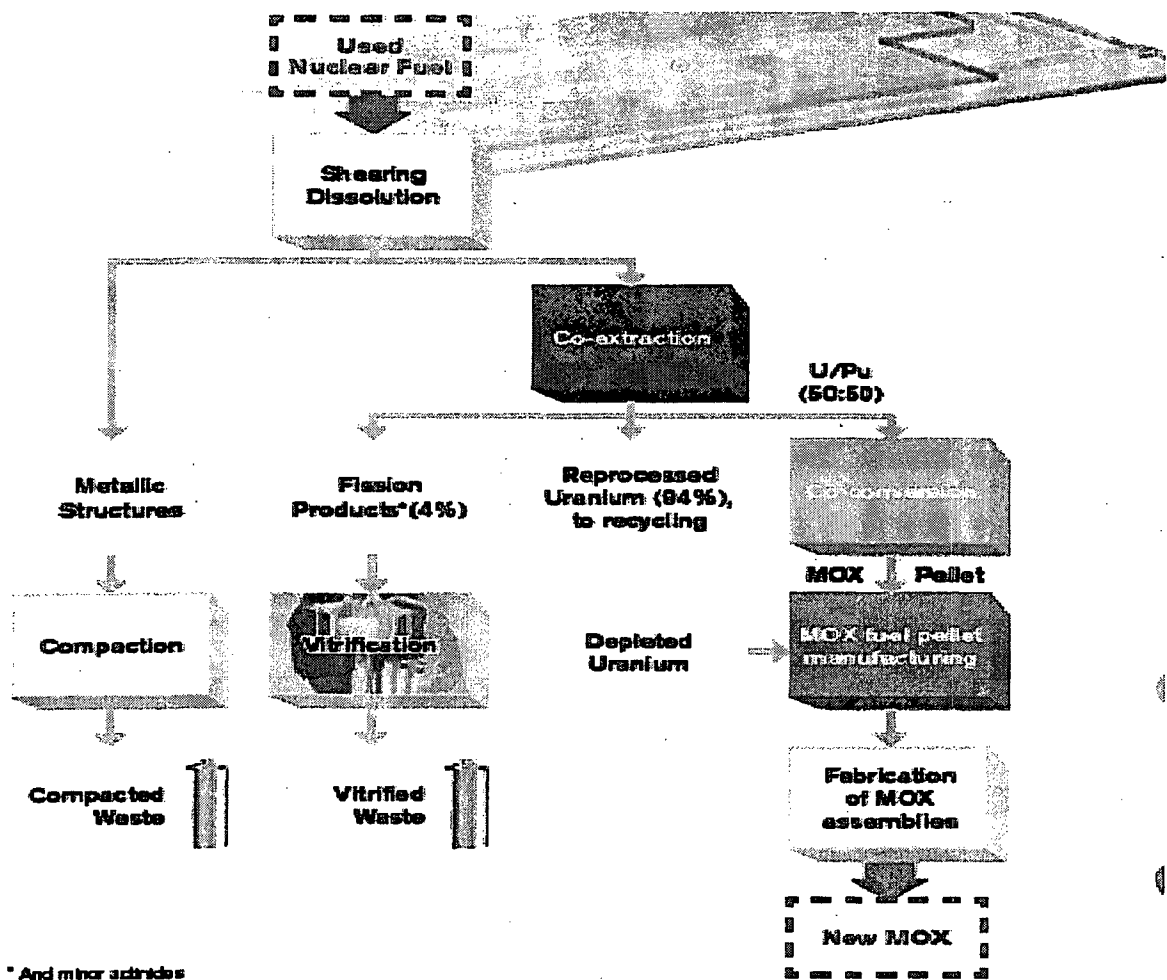 Used
Nuclear Fuel
Shearing
Dissolution
Co-extraction
U/Pu
(50:50)
Metallic
Structures
Fission
Products*(4%)
Reprocessed
Uranium (94%),
to recycling
Co-conversion
MOX Pellet
Compaction
Vitrification
Depleted
Uranium
MOX fuel pellet
manufacturing
Compacted
Waste
Vitrified
Waste
Fabrication
of MOX
assemblies
New MOX
* And minor actinides